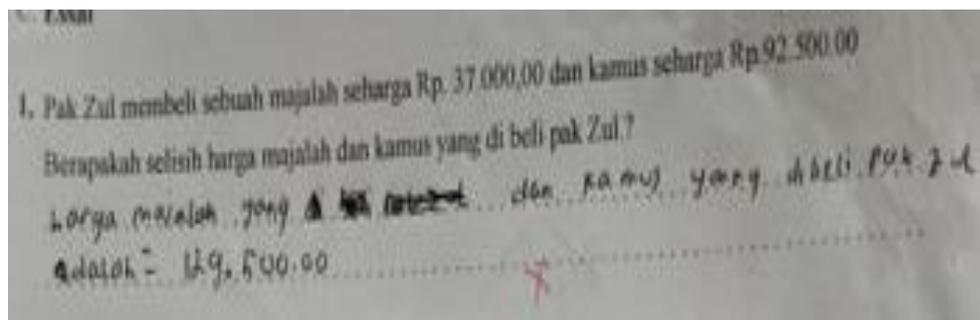 1. Pak Zul membeli sebuah majalah seharga Rp. 37.000,00 dan kamus seharga Rp.92.500.00
Berapakah selisih harga majalah dan kamus yang di beli pak Zul.?
harga majalah yang dan kamus yang dibeli Pak Zul
adalah = 129.500.00